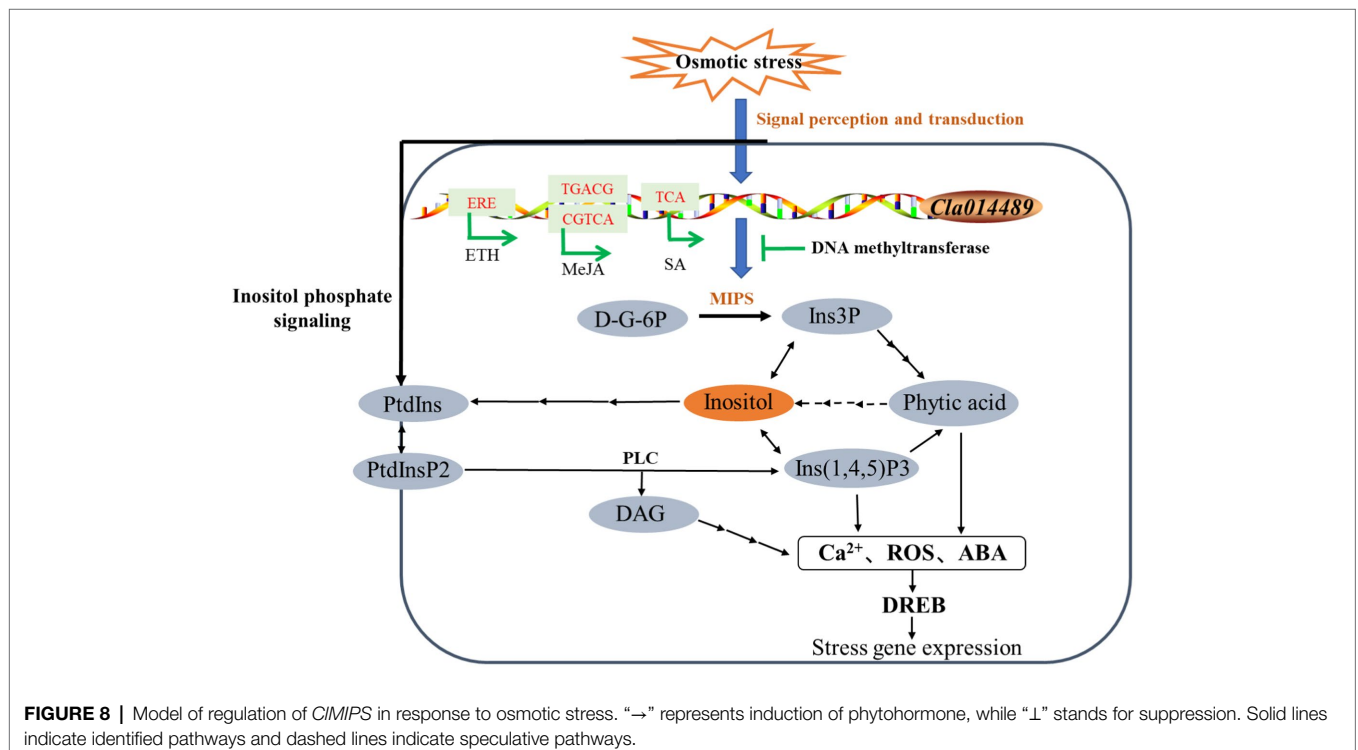 Osmotic stress
Signal perception and transduction
ERE
TGACG
CGTCA
TCA
Cla014489
ETH
MeJA
SA
DNA methyltransferase
Inositol phosphate
signaling
MIPS
D-G-6P
Ins3P
PtdIns
Inositol
Phytic acid
PtdInsP2
PLC
Ins(1,4,5)P3
DAG
Ca²⁺、ROS、ABA
DREB
Stress gene expression
FIGURE 8 | Model of regulation of ClMIPS in response to osmotic stress. “→” represents induction of phytohormone, while “⊥” stands for suppression. Solid lines
indicate identified pathways and dashed lines indicate speculative pathways.